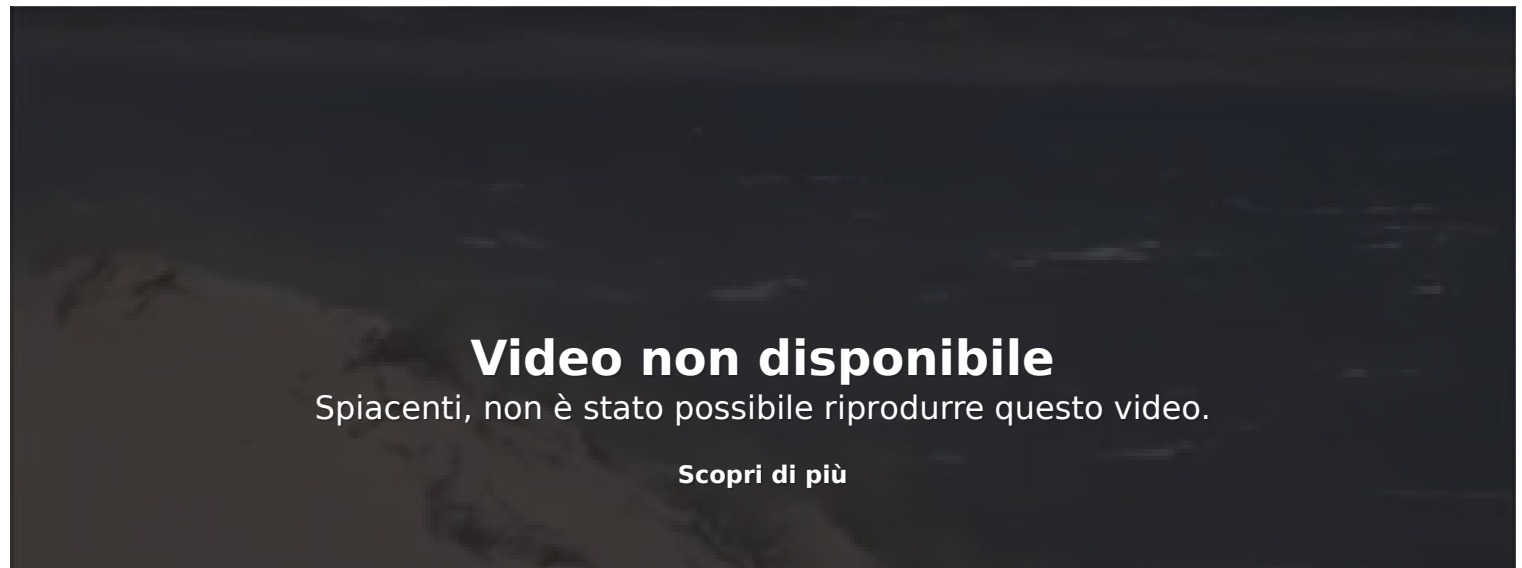 Video non disponibile
Spiacenti, non è stato possibile riprodurre questo video.
Scopri di più